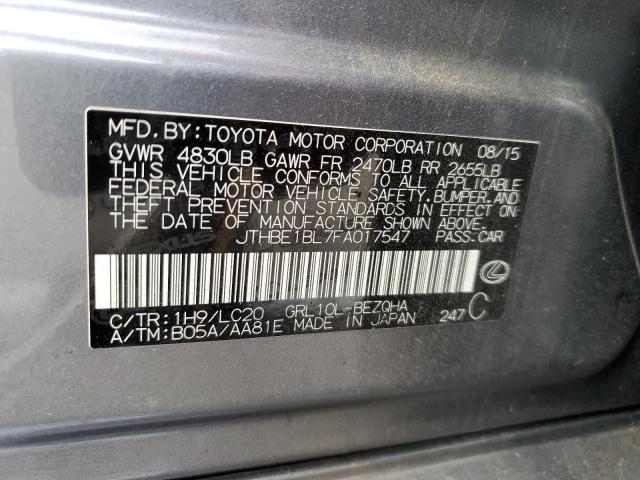 MFD.BY:TOYOTA MOTOR CORPORATION 08/15
GVWR 4830LB GAWR FR 2470LB RR 2655LB
THIS VEHICLE CONFORMS TO ALL APPLICABLE
FEDERAL MOTOR VEHICLE SAFETY,BUMPER,AND
THEFT PREVENTION STANDARDS IN EFFECT ON
THE DATE OF MANUFACTURE SHOWN ABOVE.
JTHBE1BL7FA017547 PASS.CAR
C/TR:1H9/LC20 GRL10L-BEZQHA
A/TM:B05A/AA81E MADE IN JAPAN 247 C